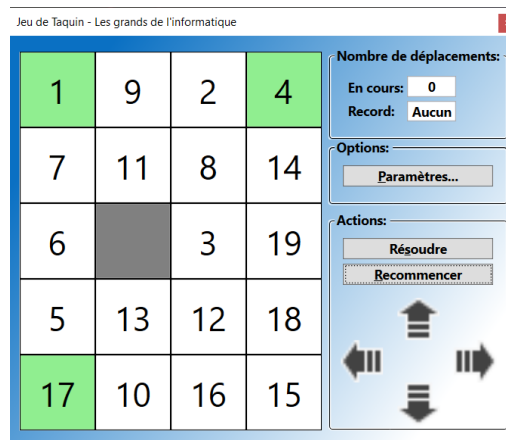 Jeu de Taquin - Les grands de l'informatique
1 9 2 4
7 11 8 14
6 3 19
5 13 12 18
17 10 16 15
Nombre de déplacements:
En cours: 0
Record: Aucun
Options:
Paramètres...
Actions:
Résoudre
Recommencer